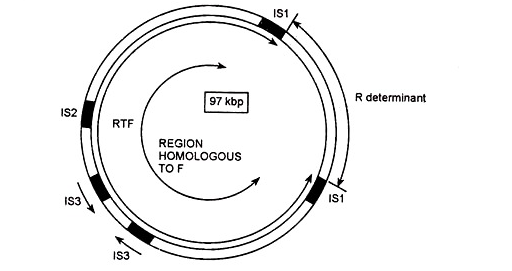 IS1
R determinant
97 kbp
IS2
RTF
REGION
HOMOLOGOUS
TO F
IS1
IS3
IS3